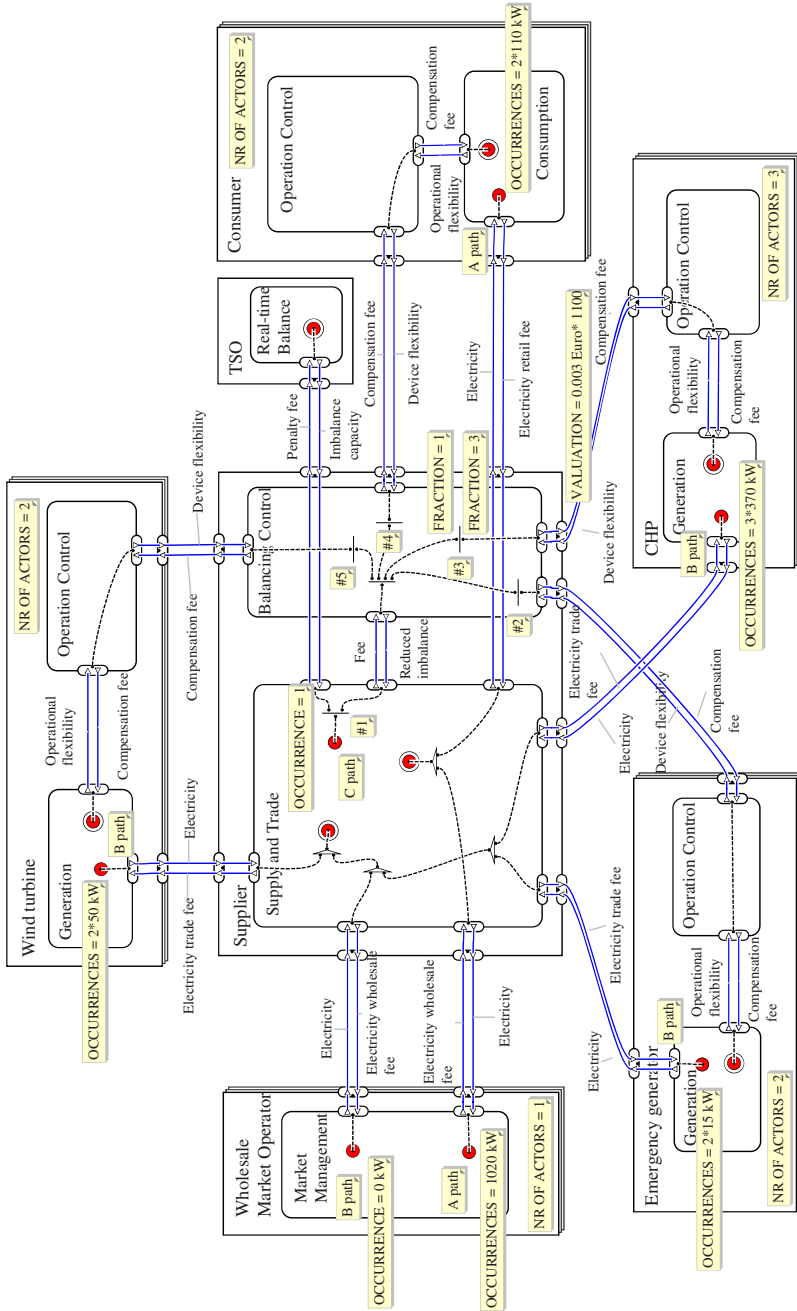 Wind turbine
NR OF ACTORS = 2
Generation
Operation Control
Operational
flexibility
Compensation fee
B path
OCCURRENCES = 2*50 kW
Electricity trade fee
Electricity
Compensation fee
Device flexibility
Wholesale
Market Operator
Market
Management
B path
OCCURRENCE = 0 kW
A path
OCCURRENCES = 1020 kW
NR OF ACTORS = 1
Electricity
Electricity wholesale
fee
Electricity wholesale
fee
Electricity
Supplier
Supply and Trade
OCCURRENCE = 1
C path
#1
Fee
Reduced
imbalance
Balancing Control
#5
#4
FRACTION = 1
FRACTION = 3
#3
#2
TSO
Real-time
Balance
Penalty fee
Imbalance
capacity
Compensation fee
Device flexibility
Electricity
Electricity retail fee
Consumer
NR OF ACTORS = 2
Operation Control
Compensation
fee
Operational
flexibility
A path
Consumption
OCCURRENCES = 2*110 kW
VALUATION = 0.003 Euro* 1100
Compensation fee
Device flexibility
Electricity trade
fee
Electricity
Device flexibility
Compensation
fee
Electricity trade fee
Electricity
Emergency generator
Generation
B path
OCCURRENCES = 2*15 kW
Operational
flexibility
Compensation
fee
Operation Control
NR OF ACTORS = 2
CHP
Generation
B path
OCCURRENCES = 3*370 kW
Operational
flexibility
Compensation
fee
Operation Control
NR OF ACTORS = 3